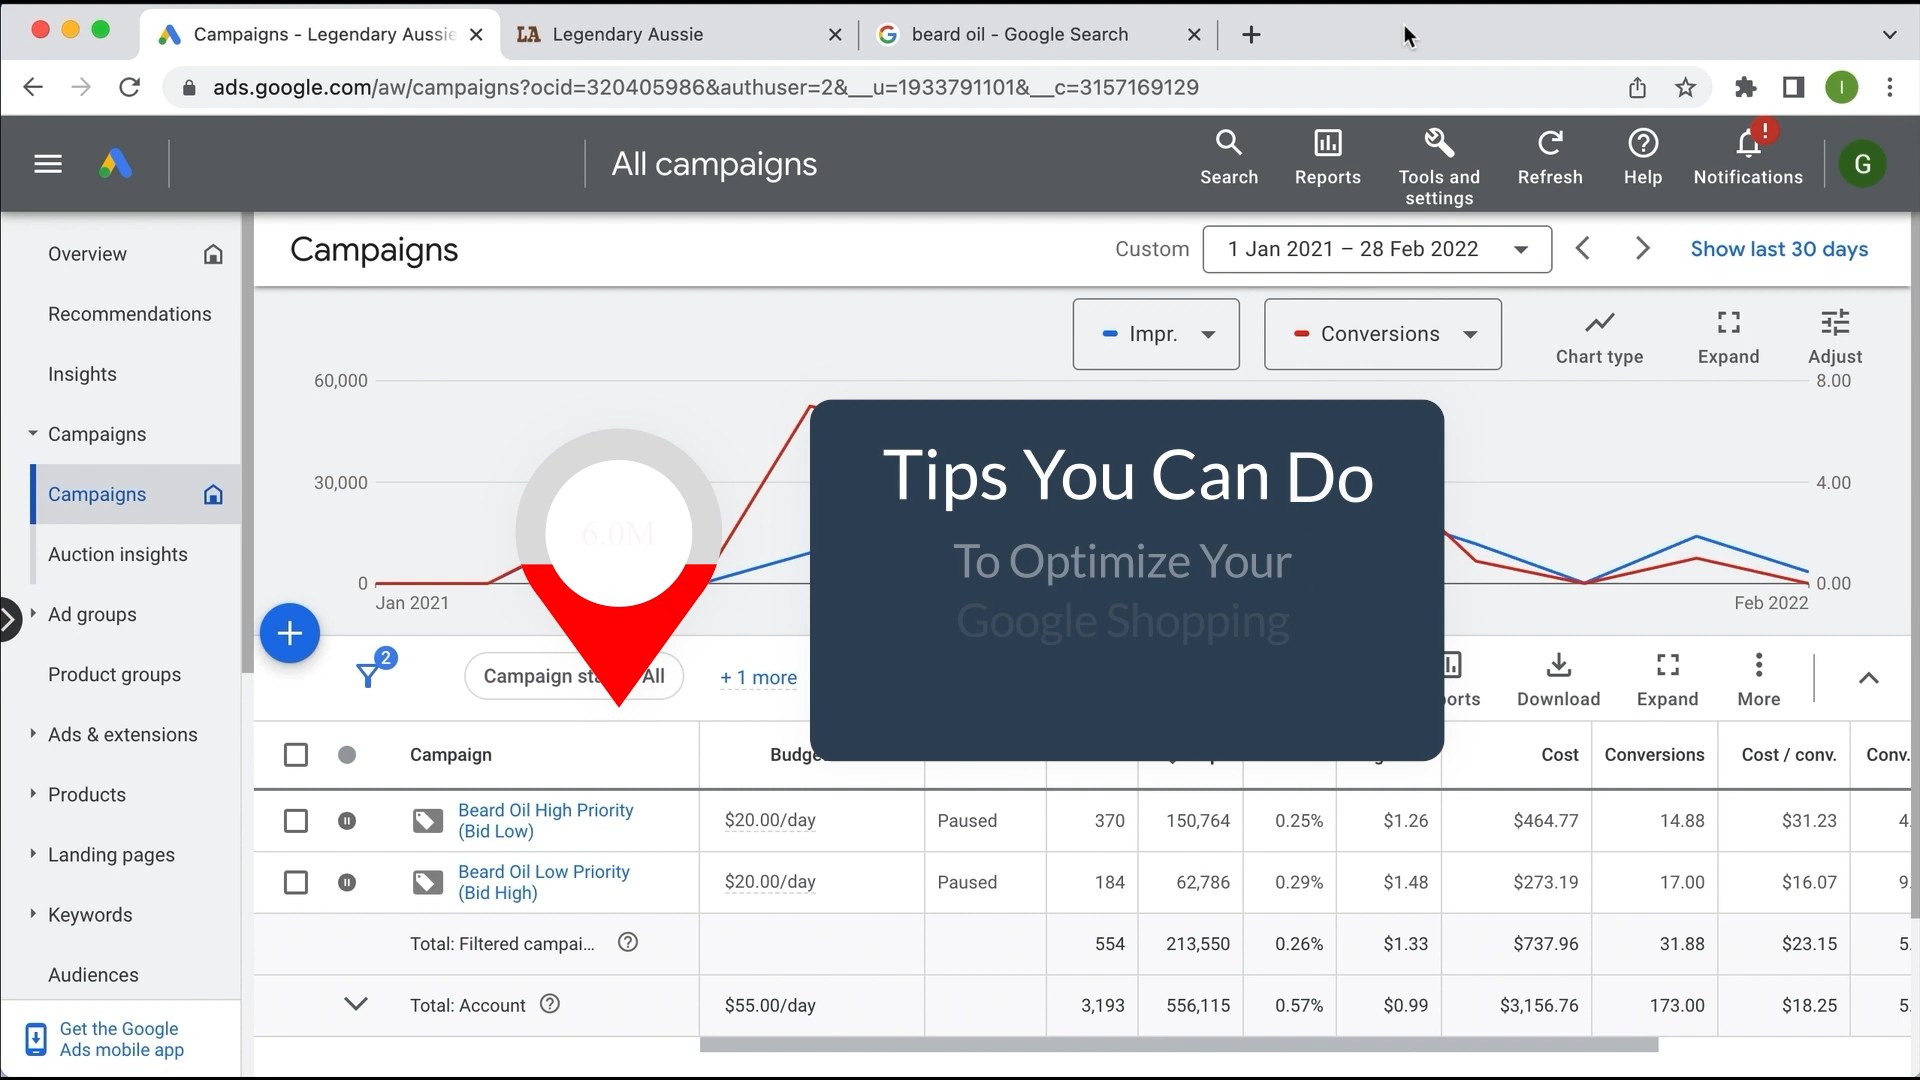 Campaigns - Legendary Aussie
Legendary Aussie
beard oil - Google Search
ads.google.com/aw/campaigns?ocid=320405986&authuser=2&__u=1933791101&__c=3157169129
I
All campaigns
Search
Reports
Tools and
settings
Refresh
Help
Notifications
G
Overview
Recommendations
Insights
Campaigns
Campaigns
Auction insights
Ad groups
Product groups
Ads & extensions
Products
Landing pages
Keywords
Audiences
Get the Google
Ads mobile app
Campaigns
Custom
1 Jan 2021 – 28 Feb 2022
Show last 30 days
Impr.
Conversions
Chart type
Expand
Adjust
60,000
8.00
30,000
4.00
0
0.00
Jan 2021
Feb 2022
6.0M
Tips You Can Do
To Optimize Your
Google Shopping
2
Campaign sta All
+ 1 more
orts
Download
Expand
More
Campaign Budge Cost Conversions Cost / conv. Conv.
Beard Oil High Priority
(Bid Low)
$20.00/day Paused 370 150,764 0.25% $1.26 $464.77 14.88 $31.23 4.
Beard Oil Low Priority
(Bid High)
$20.00/day Paused 184 62,786 0.29% $1.48 $273.19 17.00 $16.07 9.
Total: Filtered campai... 554 213,550 0.26% $1.33 $737.96 31.88 $23.15 5.
Total: Account $55.00/day 3,193 556,115 0.57% $0.99 $3,156.76 173.00 $18.25 5.